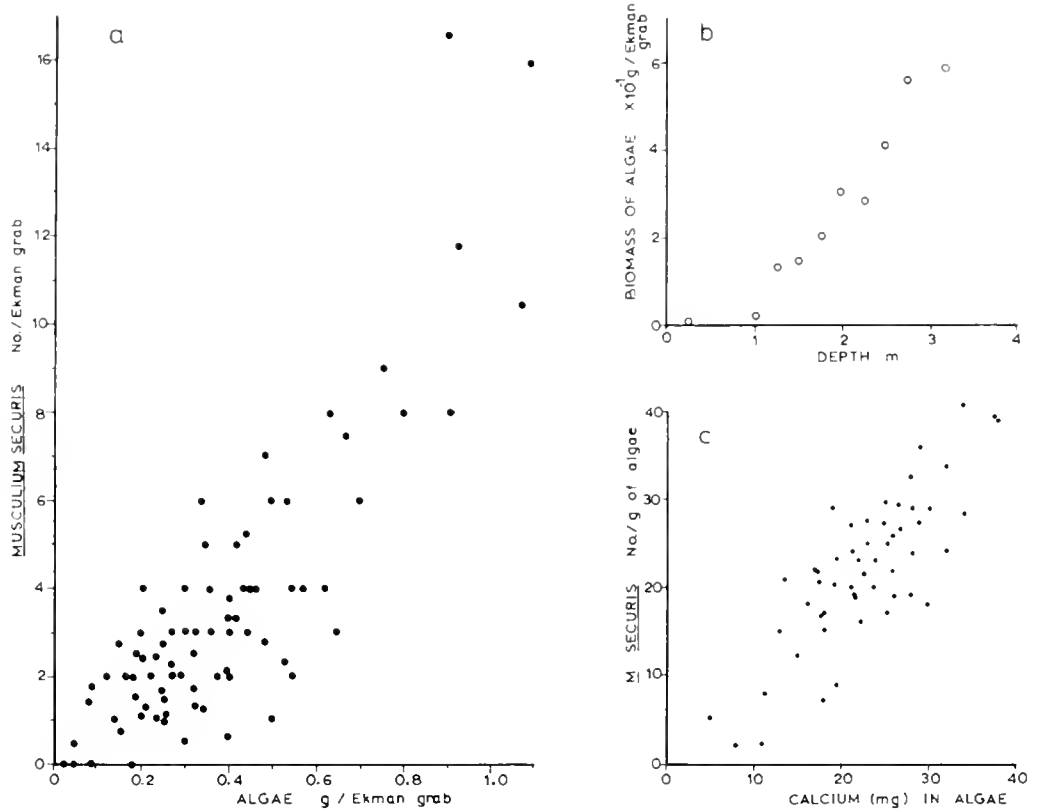 a
16
14
12
10
8
6
4
2
0
MUSCULIUM SECURIS No./Ekman grab
0 0.2 0.4 0.6 0.8 1.0
ALGAE g/Ekman grab
b
6
4
2
0
BIOMASS OF ALGAE x10⁻¹g/Ekman
grab
0 1 2 3 4
DEPTH m
c
40
30
20
10
0
M SECURIS No./g of algae
10 20 30 40
CALCIUM (mg) IN ALGAE